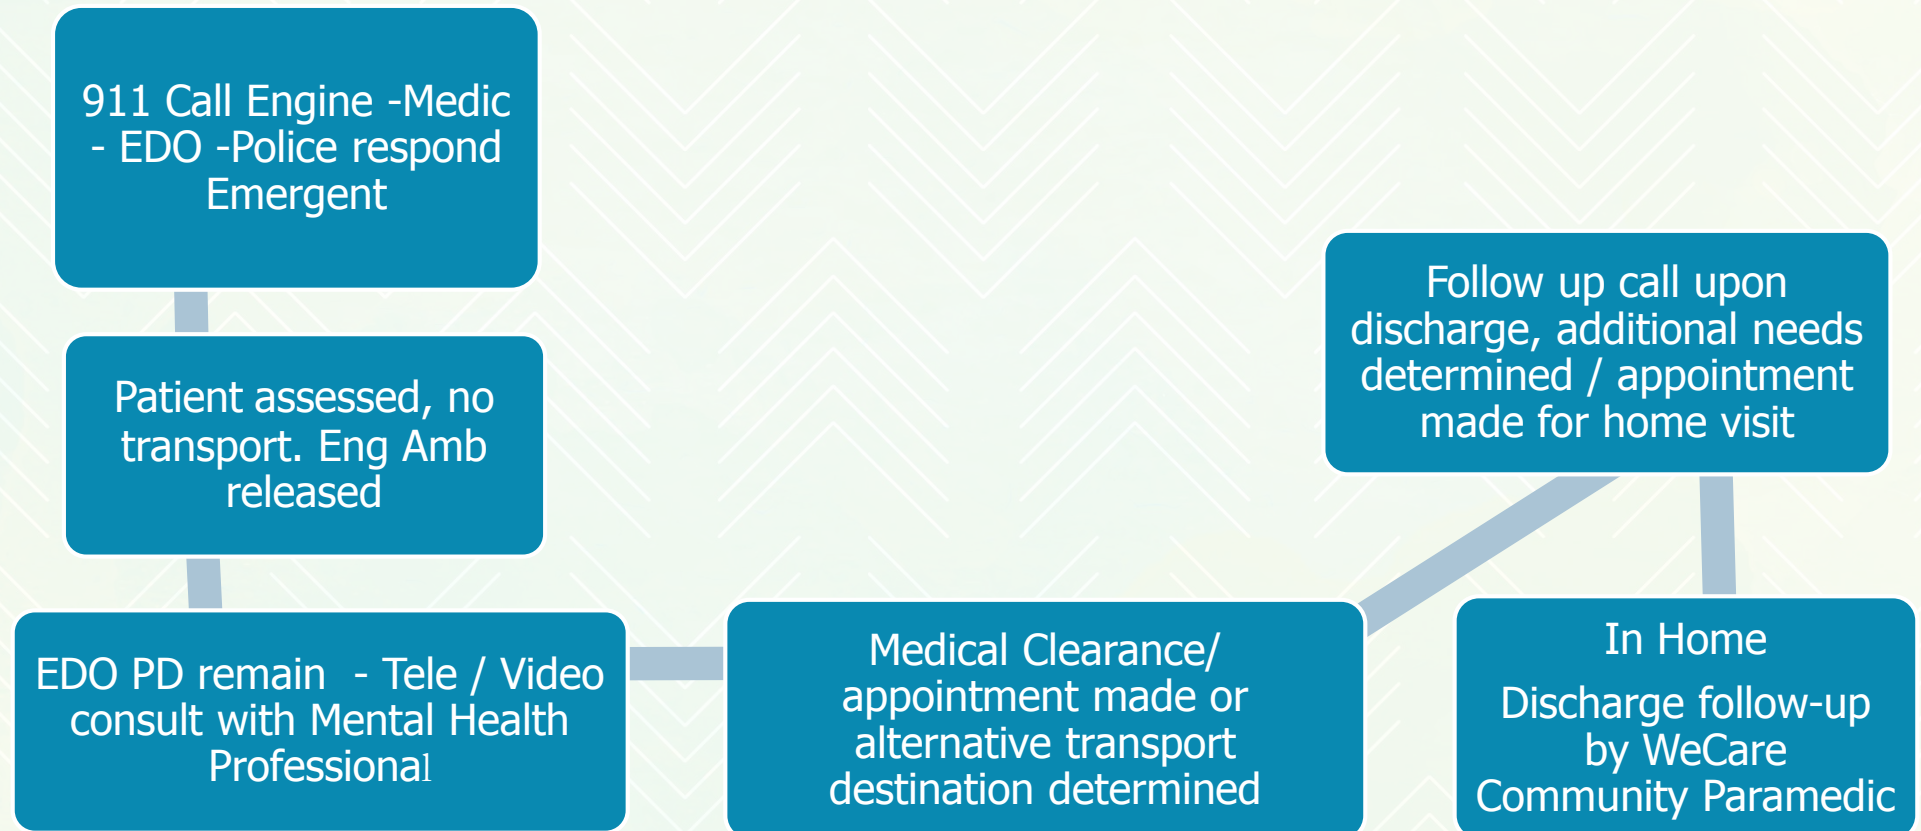 911 Call Engine -Medic
- EDO -Police respond
Emergent
Patient assessed, no
transport. Eng Amb
released
EDO PD remain  - Tele / Video
consult with Mental Health
Professional
Medical Clearance/
appointment made or
alternative transport
destination determined
Follow up call upon
discharge, additional needs
determined / appointment
made for home visit
In Home
Discharge follow-up
by WeCare
Community Paramedic